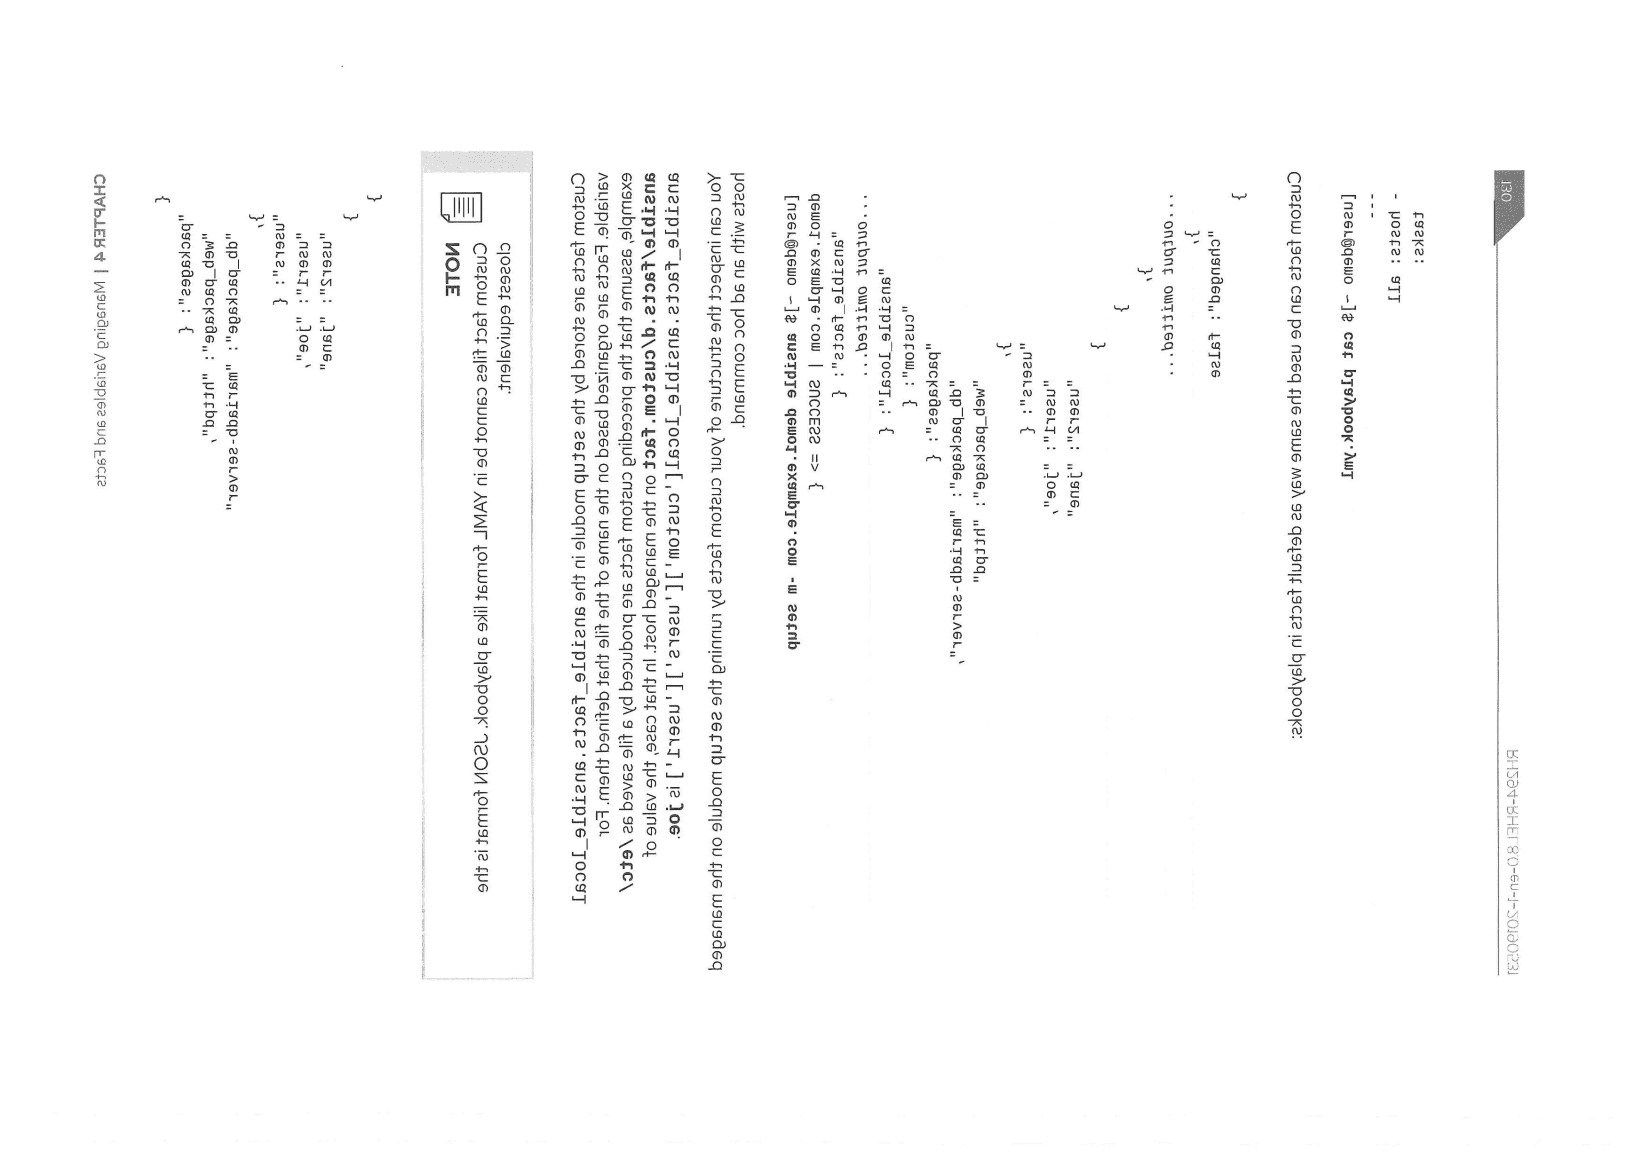 CHAPTER 4 | Managing Variables and Facts
{
"packages": {
"web_package": "httpd",
"db_package": "mariadb-server"
},
"users": {
"user1": "joe",
"user2": "jane"
}
}
NOTE
Custom fact files cannot be in YAML format like a playbook. JSON format is the
closest equivalent.
Custom facts are stored by the setup module in the ansible_facts.ansible_local
variable. Facts are organized based on the name of the file that defined them. For
example, assume that the preceding custom facts are produced by a file saved as /etc/
ansible/facts.d/custom.fact on the managed host. In that case, the value of
ansible_facts.ansible_local['custom']['users']['user1'] is joe.
You can inspect the structure of your custom facts by running the setup module on the managed
hosts with an ad hoc command.
[user@demo ~]$ ansible demo1.example.com -m setup
demo1.example.com | SUCCESS => {
"ansible_facts": {
...output omitted...
"ansible_local": {
"custom": {
"packages": {
"db_package": "mariadb-server",
"web_package": "httpd"
},
"users": {
"user1": "joe",
"user2": "jane"
}
}
},
...output omitted...
},
"changed": false
}
Custom facts can be used the same way as default facts in playbooks:
[user@demo ~]$ cat playbook.yml
---
- hosts: all
tasks:
130
RH294-RHEL8.0-en-1-20190531